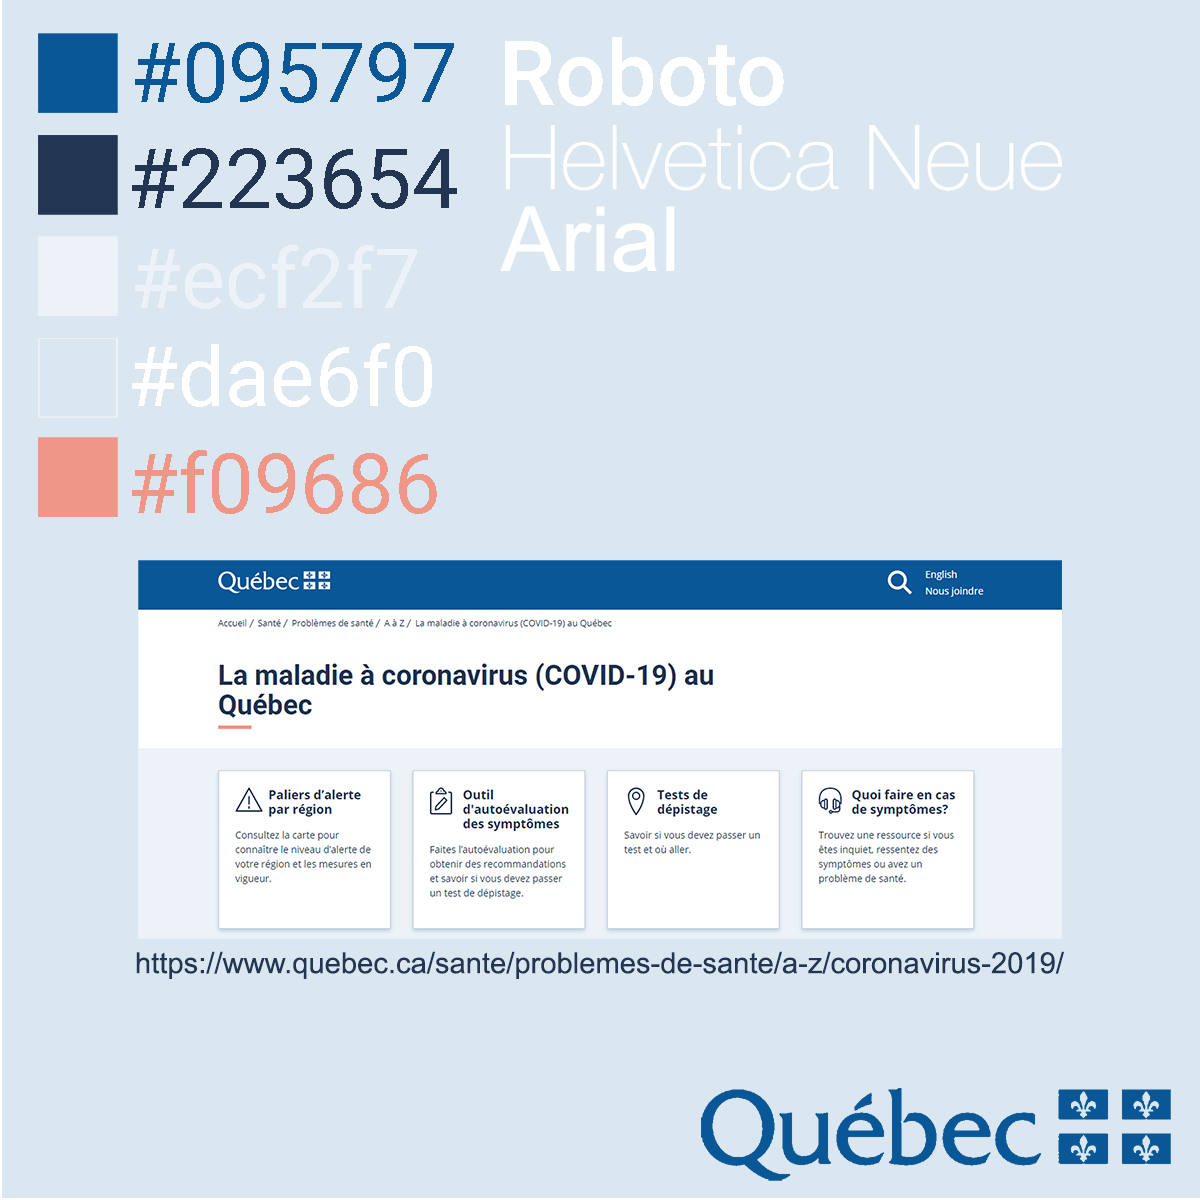 #095797
#223654
#ecf2f7
#dae6f0
#f09686
Roboto
Helvetica Neue
Arial
Québec
English
Nous joindre
Accueil / Santé / Problèmes de santé / A à Z / La maladie à coronavirus (COVID-19) au Québec
La maladie à coronavirus (COVID-19) au
Québec
Paliers d'alerte
par région
Consultez la carte pour
connaître le niveau d'alerte de
votre région et les mesures en
vigueur.
Outil
d'autoévaluation
des symptômes
Faites l'autoévaluation pour
obtenir des recommandations
et savoir si vous devez passer
un test de dépistage.
Tests de
dépistage
Savoir si vous devez passer un
test et où aller.
Quoi faire en cas
de symptômes?
Trouvez une ressource si vous
êtes inquiet, ressentez des
symptômes ou avez un
problème de santé.
https://www.quebec.ca/sante/problemes-de-sante/a-z/coronavirus-2019/
Québec